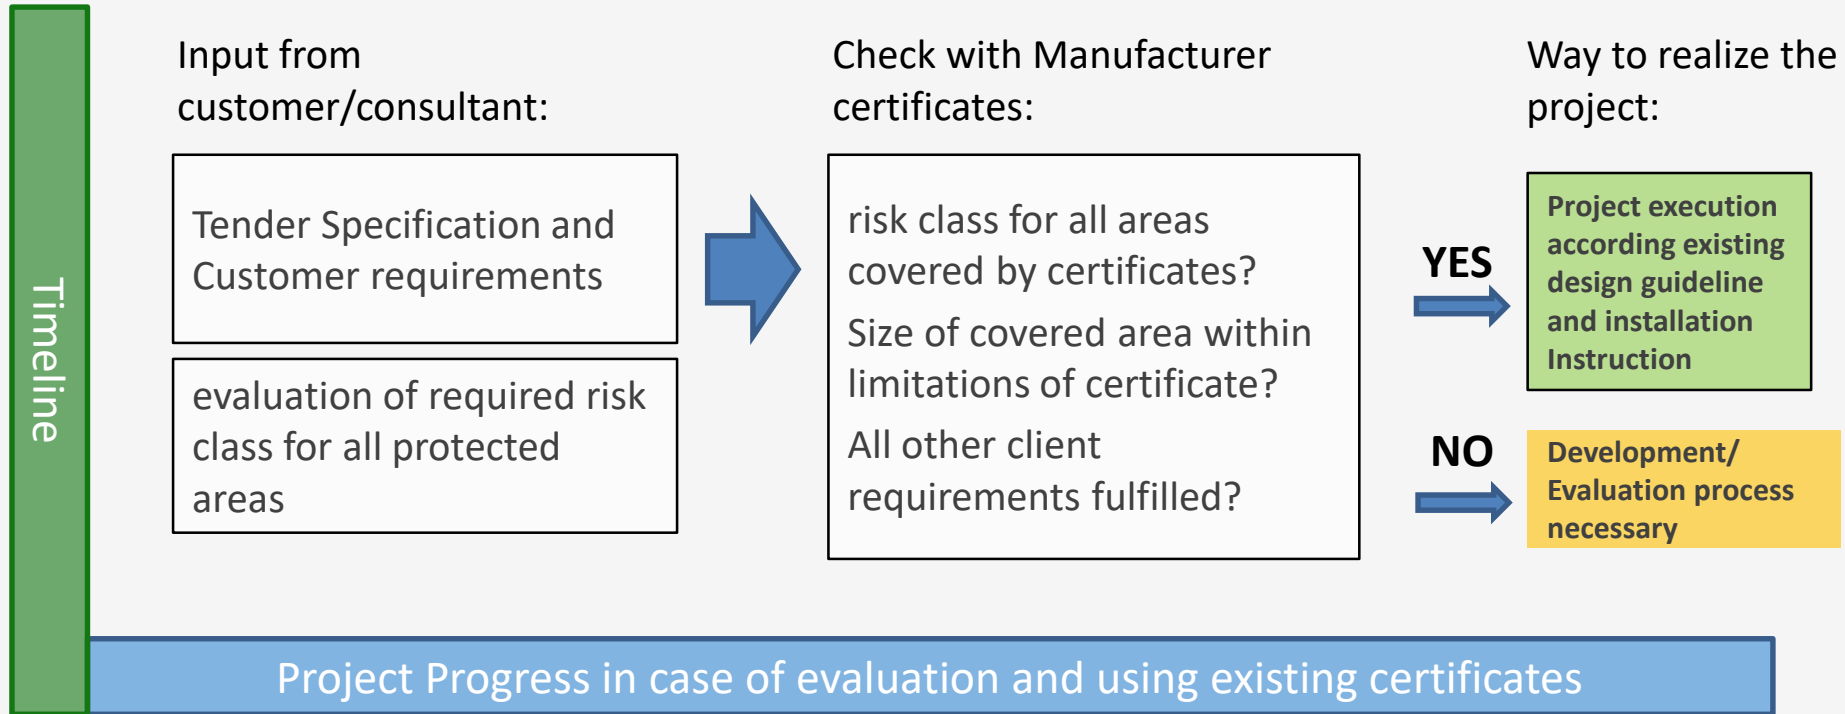 Timeline
Input from
customer/consultant:
Tender Specification and
Customer requirements
evaluation of required risk
class for all protected
areas
Check with Manufacturer
certificates:
risk class for all areas
covered by certificates?
Size of covered area within
limitations of certificate?
All other client
requirements fulfilled?
YES
NO
Way to realize the
project:
Project execution
according existing
design guideline
and installation
Instruction
Development/
Evaluation process
necessary
Project Progress in case of evaluation and using existing certificates